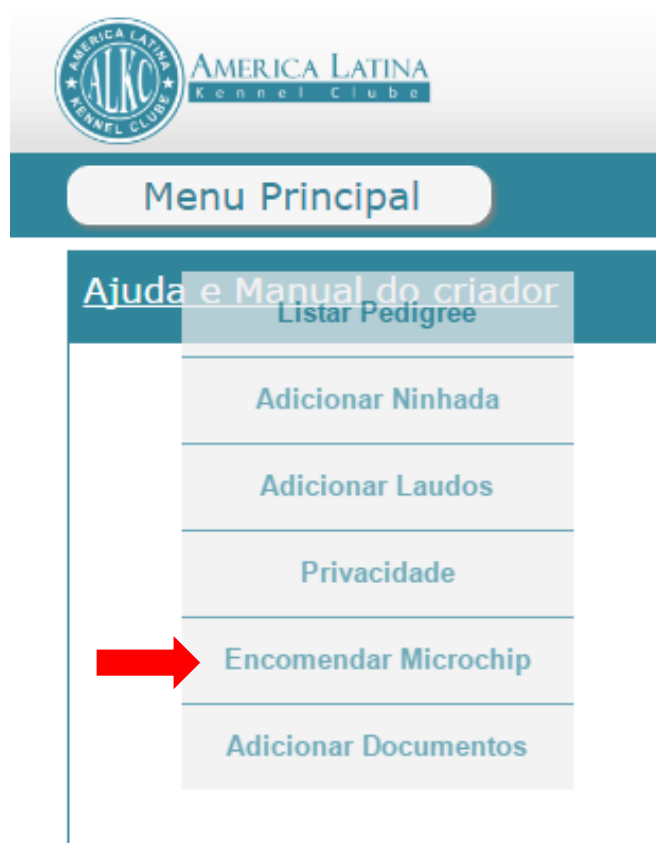 AMERICA LATINA
KENNEL CLUBE
ALKC
AMERICA LATINA
Kennel Clube
Menu Principal
Ajuda e Manual do criador
Listar Pedigree
Adicionar Ninhada
Adicionar Laudos
Privacidade
Encomendar Microchip
Adicionar Documentos